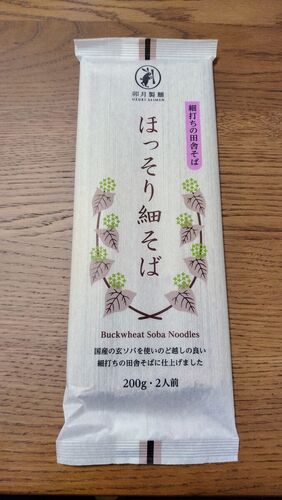 卯月製麺
UZUKI SEIMEN
細打ちの田舎そば
ほっそり細そば
Buckwheat Soba Noodles
国産の玄ソバを使いのど越しの良い
細打ちの田舎そばに仕上げました
200g・2人前